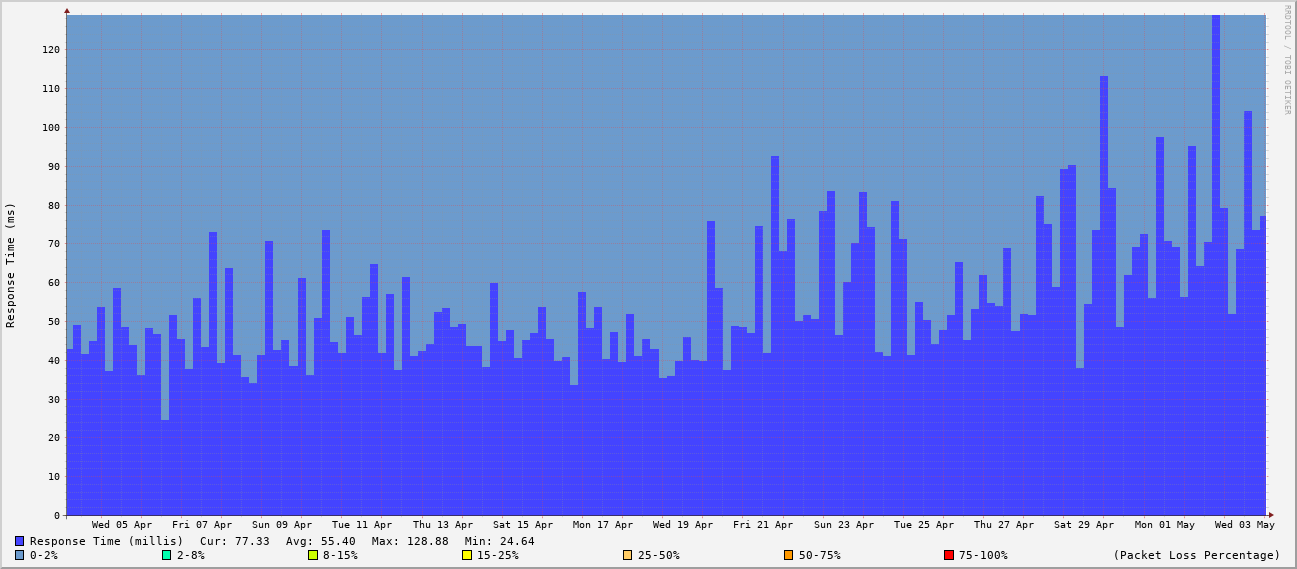 RRDTOOL / TOBI OETIKER
Response Time (ms)
120
110
100
90
80
70
60
50
40
30
20
10
0
Wed 05 Apr Fri 07 Apr Sun 09 Apr Tue 11 Apr Thu 13 Apr Sat 15 Apr Mon 17 Apr Wed 19 Apr Fri 21 Apr Sun 23 Apr Tue 25 Apr Thu 27 Apr Sat 29 Apr Mon 01 May Wed 03 May
Response Time (millis) Cur: 77.33 Avg: 55.40 Max: 128.88 Min: 24.64
0-2% 2-8% 8-15% 15-25% 25-50% 50-75% 75-100% (Packet Loss Percentage)